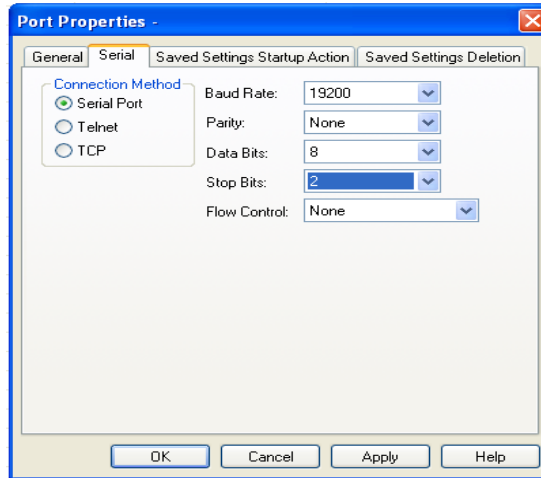 Port Properties -
General Serial Saved Settings Startup Action Saved Settings Deletion
Connection Method
Serial Port
Telnet
TCP
Baud Rate: 19200
Parity: None
Data Bits: 8
Stop Bits: 2
Flow Control: None
OK Cancel Apply Help